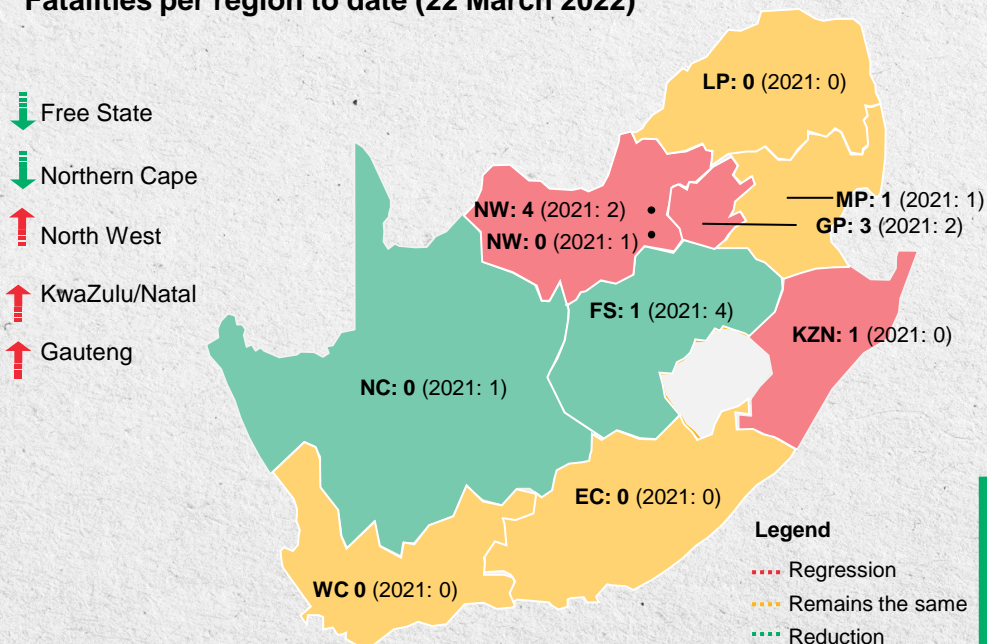 Fatalities per region to date (22 March 2022)
Free State
Northern Cape
North West
KwaZulu/Natal
Gauteng
LP: 0 (2021: 0)
MP: 1 (2021: 1)
NW: 4 (2021: 2)
GP: 3 (2021: 2)
NW: 0 (2021: 1)
FS: 1 (2021: 4)
KZN: 1 (2021: 0)
NC: 0 (2021: 1)
EC: 0 (2021: 0)
WC 0 (2021: 0)
Legend
Regression
Remains the same
Reduction